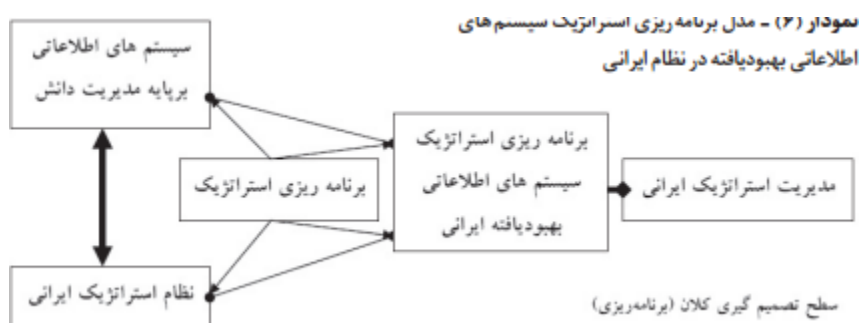 نمودار (۶) - مدل برنامه ریزی استراتژیک سیستم های
اطلاعاتی بهبودیافته در نظام ایرانی
سیستم های اطلاعاتی
برپایه مدیریت دانش
برنامه ریزی استراتژیک
سیستم های اطلاعاتی
بهبودیافته ایرانی
برنامه ریزی استراتژیک
مدیریت استراتژیک ایرانی
نظام استراتژیک ایرانی
سطح تصمیم گیری کلان (برنامه‌ریزی)